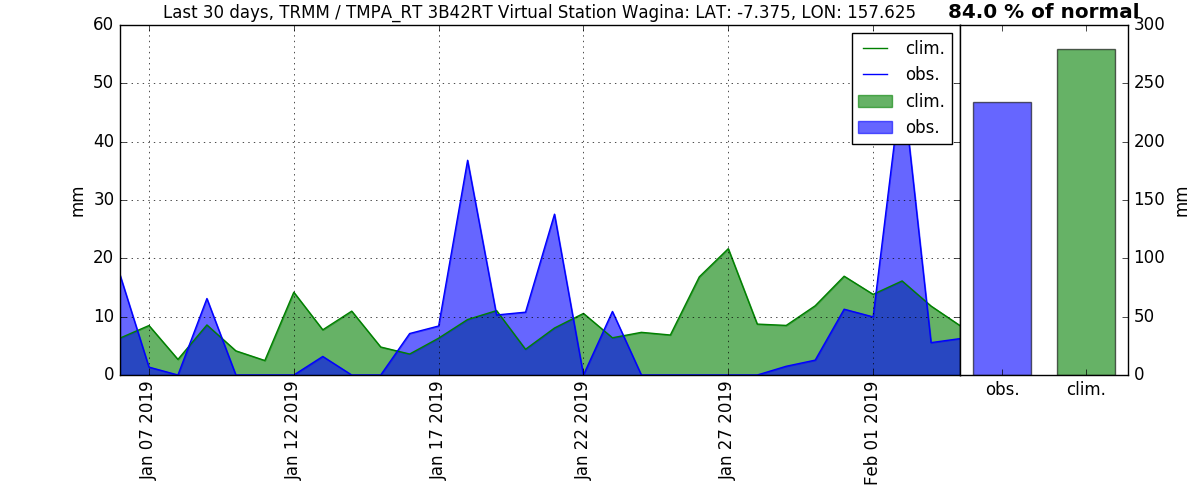 Last 30 days, TRMM / TMPA_RT 3B42RT Virtual Station Wagina: LAT: -7.375, LON: 157.625
84.0 % of normal
60
50
40
30
20
10
0
mm
clim.
obs.
clim.
obs.
Jan 07 2019
Jan 12 2019
Jan 17 2019
Jan 22 2019
Jan 27 2019
Feb 01 2019
300
250
200
150
100
50
0
mm
obs.
clim.